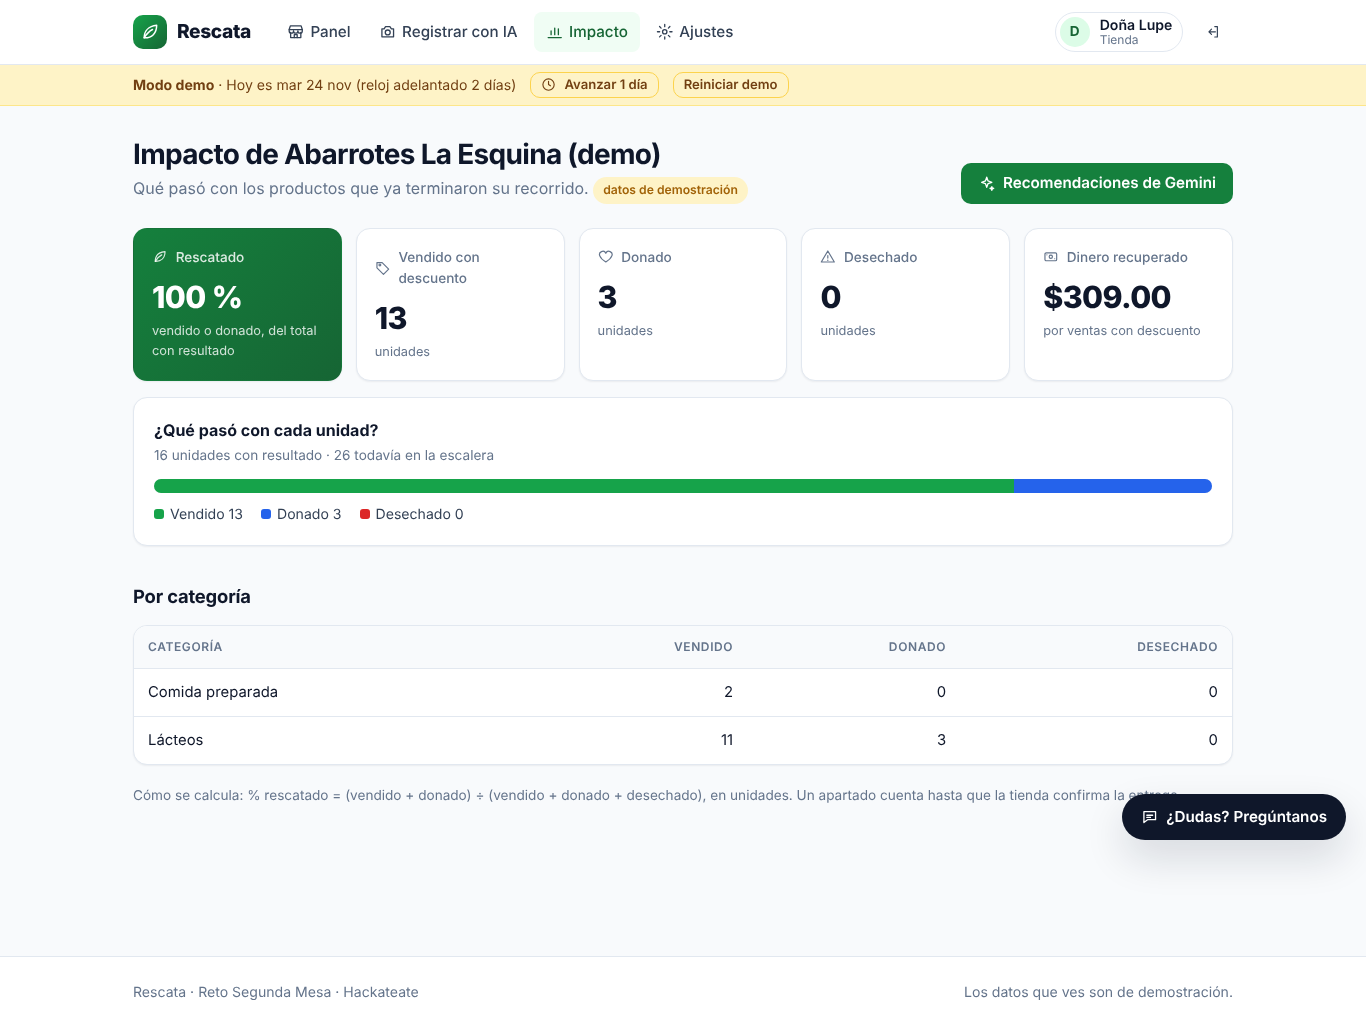 Rescata
Panel
Registrar con IA
Impacto
Ajustes
D
Doña Lupe
Tienda
Modo demo · Hoy es mar 24 nov (reloj adelantado 2 días)
Avanzar 1 día
Reiniciar demo
Impacto de Abarrotes La Esquina (demo)
Qué pasó con los productos que ya terminaron su recorrido.
datos de demostración
Recomendaciones de Gemini
Rescatado
100 %
vendido o donado, del total
con resultado
Vendido con
descuento
13
unidades
Donado
3
unidades
Desechado
0
unidades
Dinero recuperado
$309.00
por ventas con descuento
¿Qué pasó con cada unidad?
16 unidades con resultado · 26 todavía en la escalera
Vendido 13
Donado 3
Desechado 0
Por categoría
CATEGORÍA VENDIDO DONADO DESECHADO
Comida preparada 2 0 0
Lácteos 11 3 0
Cómo se calcula: % rescatado = (vendido + donado) ÷ (vendido + donado + desechado), en unidades. Un apartado cuenta hasta que la tienda confirma la
¿Dudas? Pregúntanos
Rescata · Reto Segunda Mesa · Hackateate
Los datos que ves son de demostración.